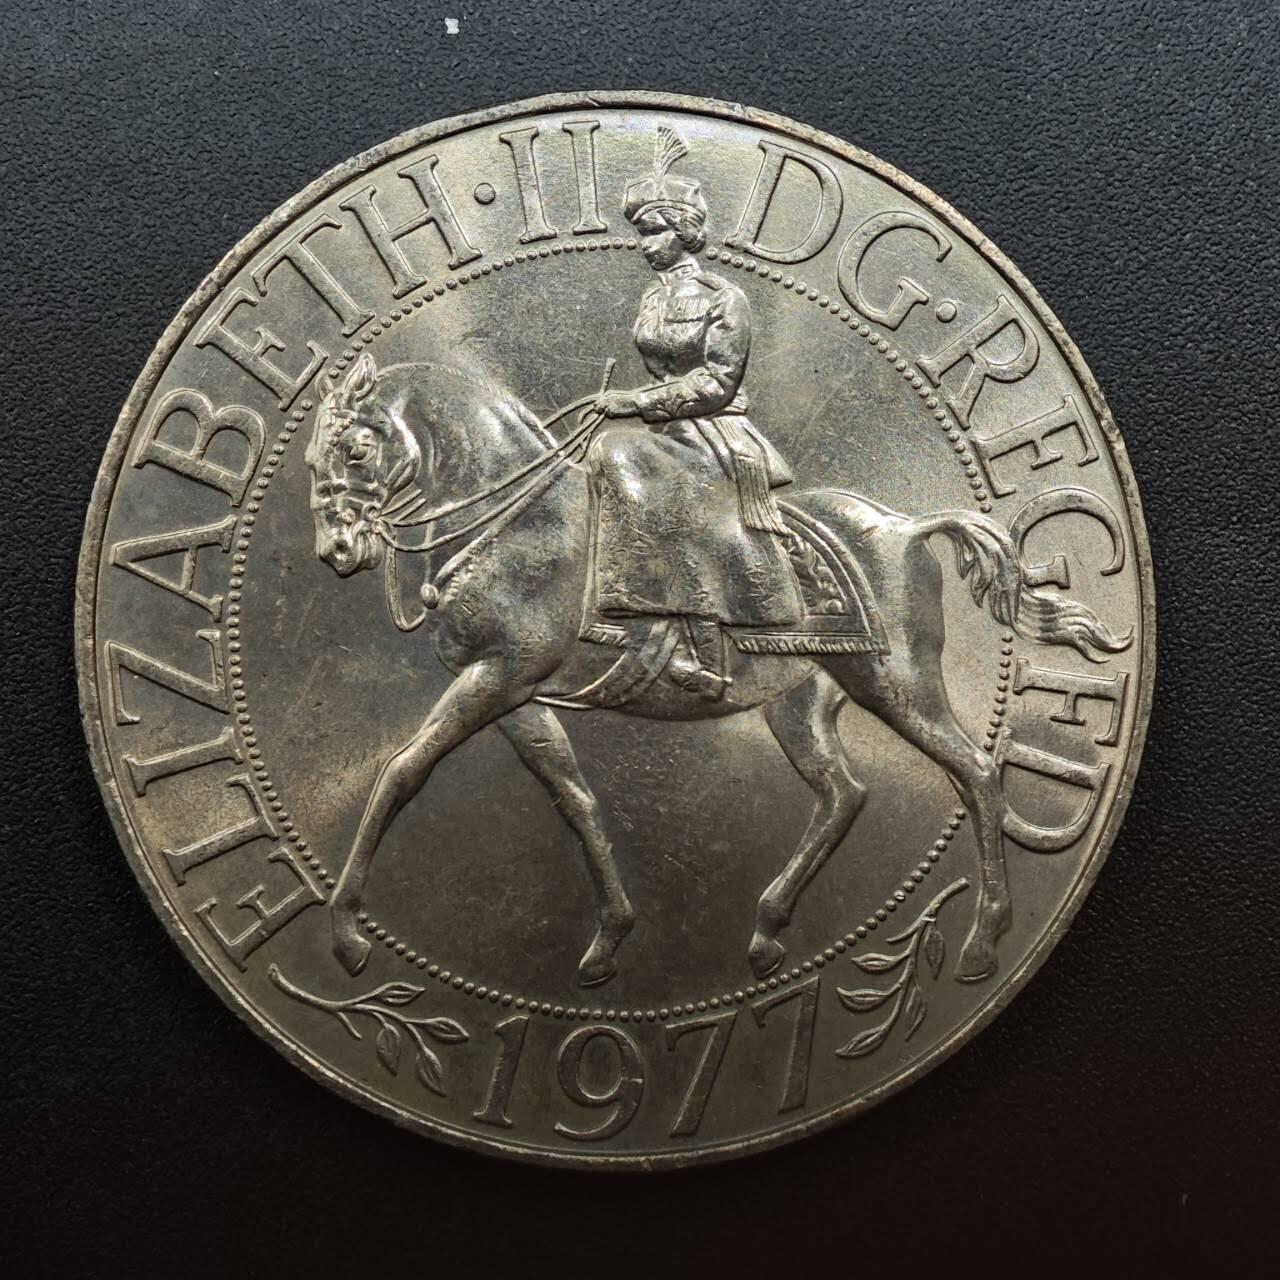 ELIZABETH·II DG·REG FD
1977